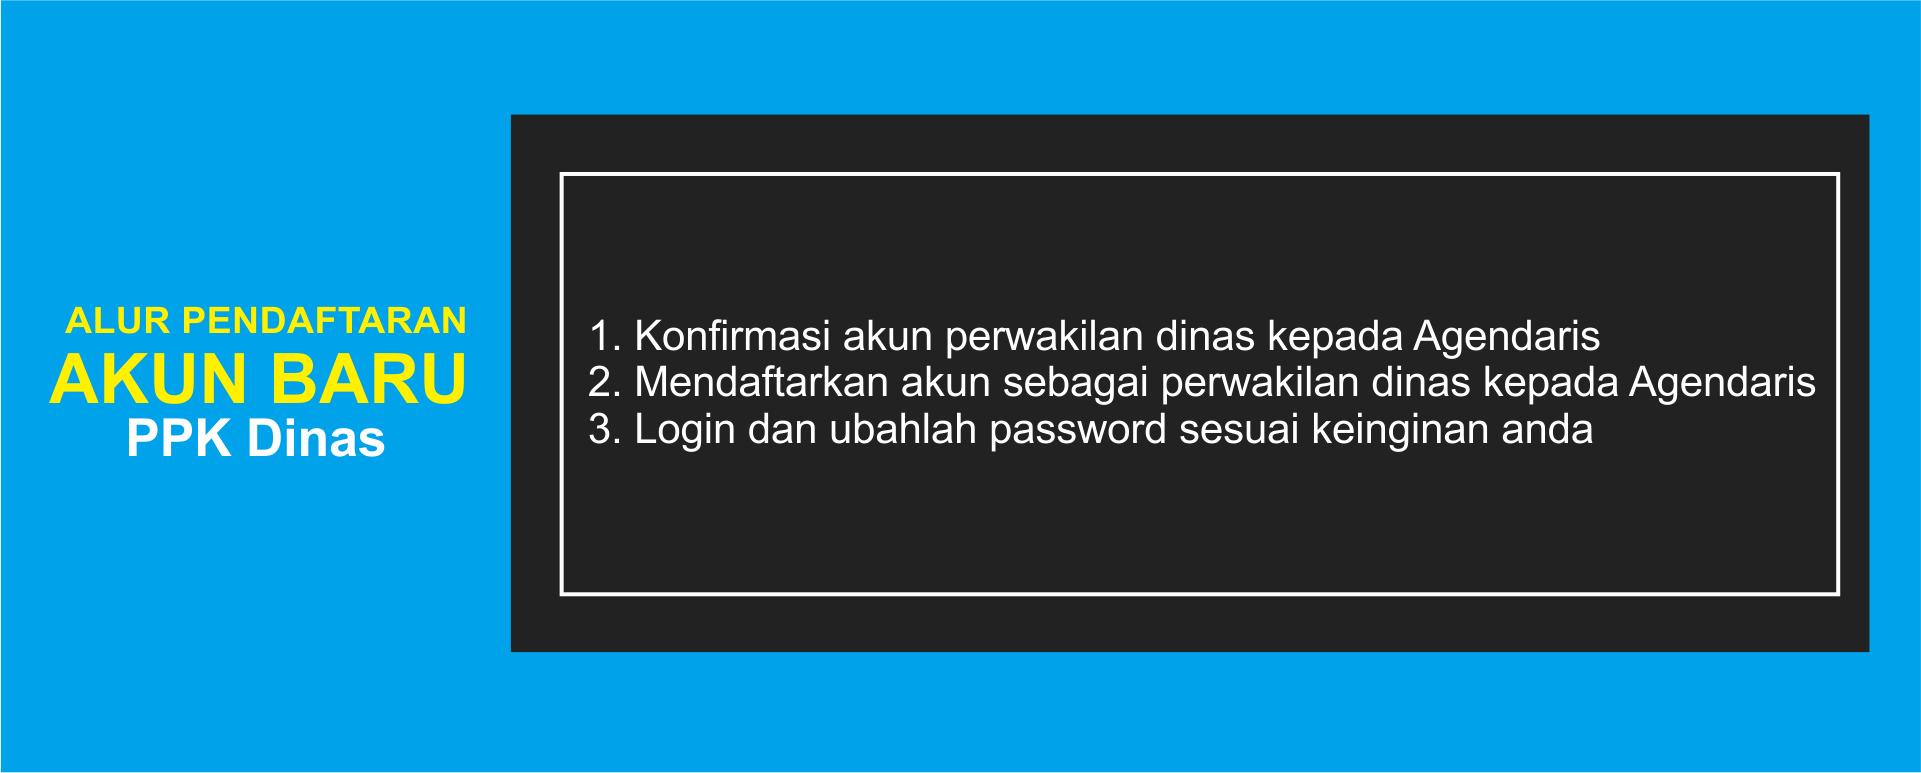 ALUR PENDAFTARAN
AKUN BARU
PPK Dinas
1. Konfirmasi akun perwakilan dinas kepada Agendaris
2. Mendaftarkan akun sebagai perwakilan dinas kepada Agendaris
3. Login dan ubahlah password sesuai keinginan anda